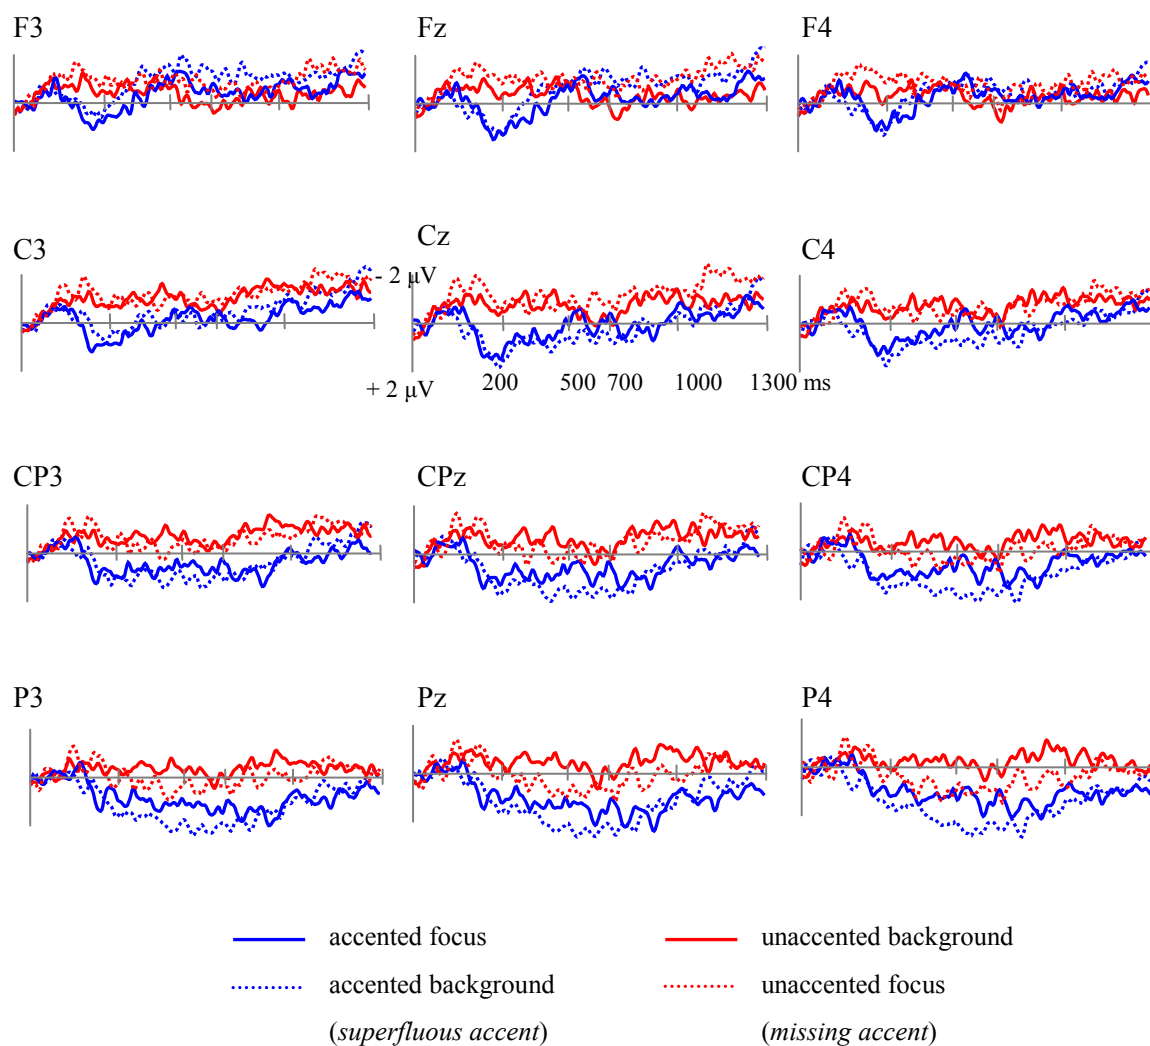 F3
Fz
F4
C3
Cz
C4
- 2 µV
+ 2 µV
200
500
700
1000
1300 ms
CP3
CPz
CP4
P3
Pz
P4
accented focus
unaccented background
accented background
unaccented focus
(superfluous accent)
(missing accent)